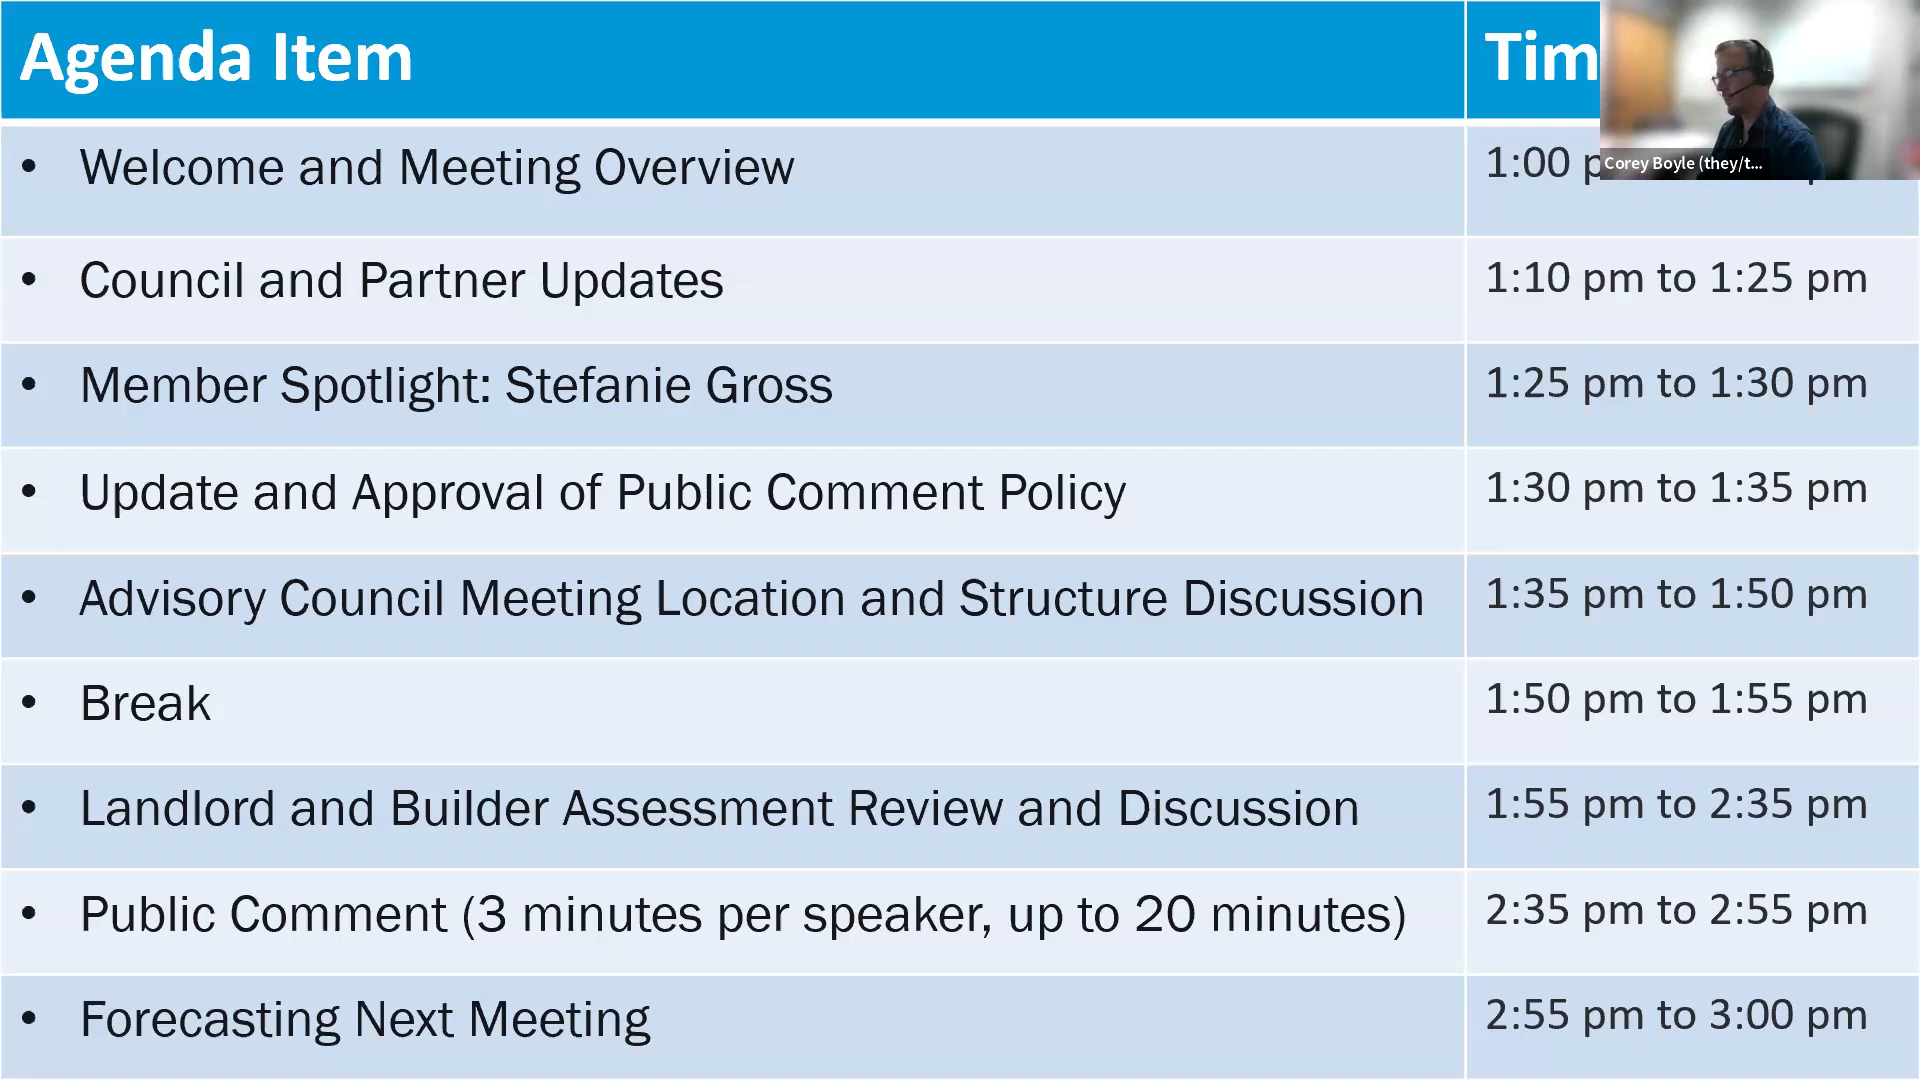 Agenda Item Tim
• Welcome and Meeting Overview 1:00 p
Corey Boyle (they/t...
• Council and Partner Updates 1:10 pm to 1:25 pm
• Member Spotlight: Stefanie Gross 1:25 pm to 1:30 pm
• Update and Approval of Public Comment Policy 1:30 pm to 1:35 pm
• Advisory Council Meeting Location and Structure Discussion 1:35 pm to 1:50 pm
• Break 1:50 pm to 1:55 pm
• Landlord and Builder Assessment Review and Discussion 1:55 pm to 2:35 pm
• Public Comment (3 minutes per speaker, up to 20 minutes) 2:35 pm to 2:55 pm
• Forecasting Next Meeting 2:55 pm to 3:00 pm